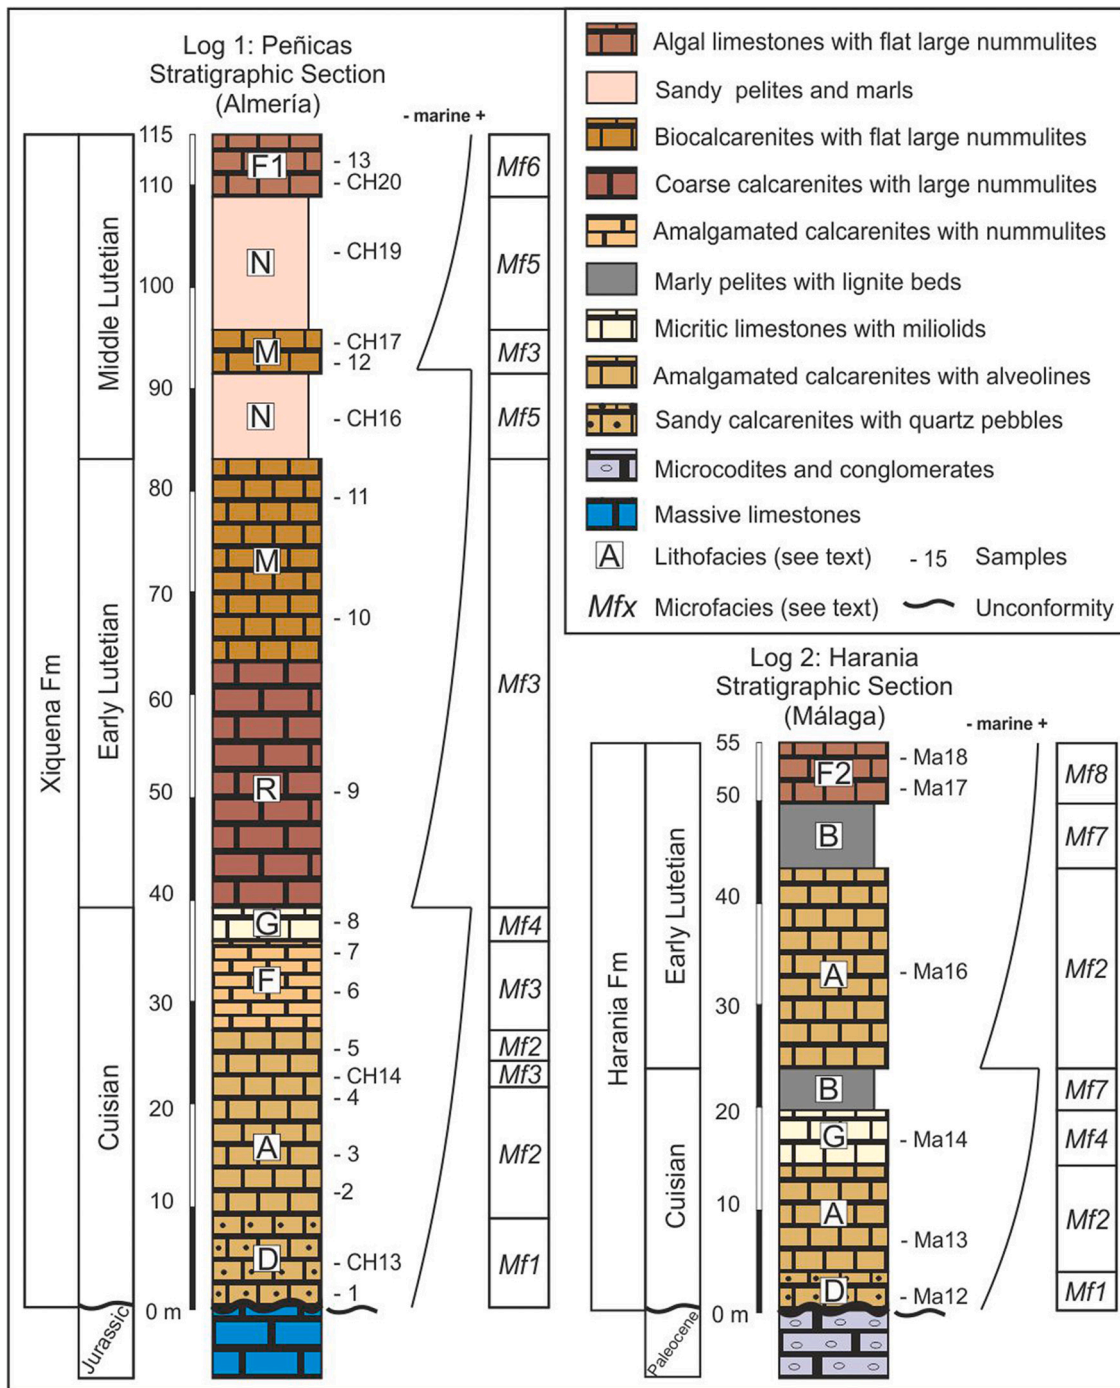 Log 1: Peñicas
Stratigraphic Section
(Almería)
- marine +
115
110
100
90
80
70
60
50
40
30
20
10
0 m
Xiquena Fm
Middle Lutetian
Early Lutetian
Cuisian
Jurassic
F1
N
M
N
M
R
G
F
A
D
- 13
- CH20
- CH19
- CH17
- 12
- CH16
- 11
- 10
- 9
- 8
- 7
- 6
- 5
- CH14
- 4
- 3
-2
- CH13
- 1
Mf6
Mf5
Mf3
Mf5
Mf3
Mf4
Mf3
Mf2
Mf3
Mf2
Mf1
Algal limestones with flat large nummulites
Sandy pelites and marls
Biocalcarenites with flat large nummulites
Coarse calcarenites with large nummulites
Amalgamated calcarenites with nummulites
Marly pelites with lignite beds
Micritic limestones with miliolids
Amalgamated calcarenites with alveolines
Sandy calcarenites with quartz pebbles
Microcodites and conglomerates
Massive limestones
A Lithofacies (see text) - 15 Samples
Mfx Microfacies (see text) Unconformity
Log 2: Harania
Stratigraphic Section
(Málaga)
- marine +
55
50
40
30
20
10
0 m
Harania Fm
Early Lutetian
Cuisian
Paleocene
F2
B
A
B
G
A
D
- Ma18
- Ma17
- Ma16
- Ma14
- Ma13
- Ma12
Mf8
Mf7
Mf2
Mf7
Mf4
Mf2
Mf1